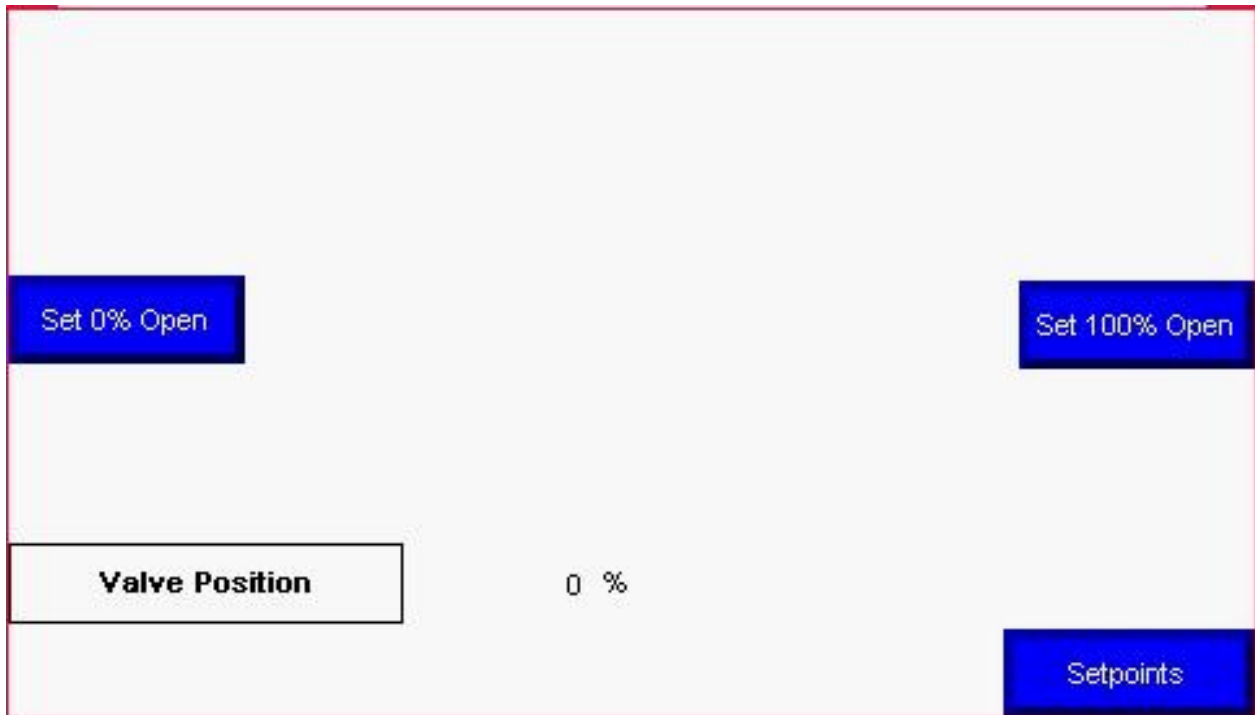 Set 0% Open
Set 100% Open
Valve Position
0 %
Setpoints